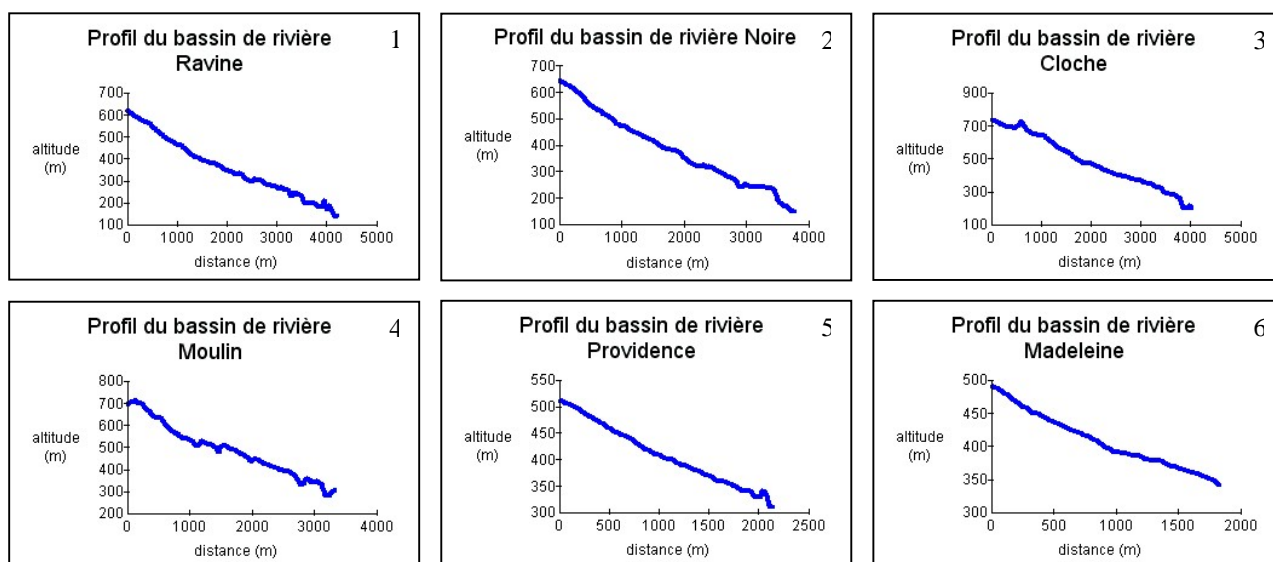 Profil du bassin de rivière 1
Ravine
700
600
500
400
300
200
100
altitude
(m)
0 1000 2000 3000 4000 5000
distance (m)
Profil du bassin de rivière Noire 2
700
600
500
400
300
200
100
altitude
(m)
0 1000 2000 3000 4000
distance (m)
Profil du bassin de rivière 3
Cloche
900
700
500
300
100
altitude
(m)
0 1000 2000 3000 4000 5000
distance (m)
Profil du bassin de rivière 4
Moulin
800
700
600
500
400
300
200
altitude
(m)
0 1000 2000 3000 4000
distance (m)
Profil du bassin de rivière 5
Providence
550
500
450
400
350
300
altitude
(m)
0 500 1000 1500 2000 2500
distance (m)
Profil du bassin de rivière 6
Madeleine
500
450
400
350
300
altitude
(m)
0 500 1000 1500 2000
distance (m)